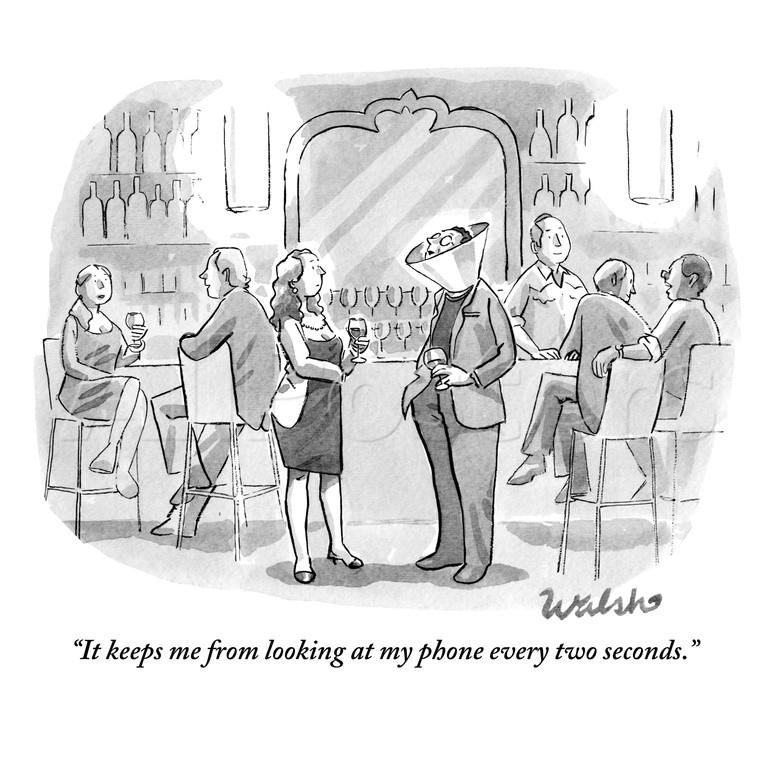 Walsh
“It keeps me from looking at my phone every two seconds.”